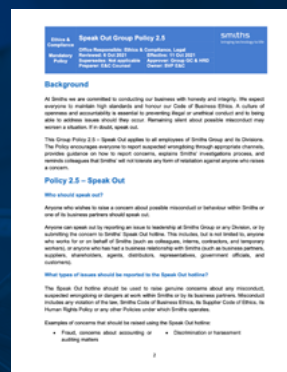 Ethics & Compliance
Mandatory Policy
Speak Out Group Policy 2.5
Office Responsible: Ethics & Compliance, Legal
Reviewed: 6 Oct 2021 Effective: 11 Oct 2021
Supersedes: Not applicable Approver: Group GC & HRD
Preparer: E&C Counsel Owner: SVP E&C
smiths
bringing technology to life
Background
At Smiths we are committed to conducting our business with honesty and integrity. We expect
everyone to maintain high standards and honour our Code of Business Ethics. A culture of
openness and accountability is essential to preventing illegal or unethical conduct and to being
able to address issues should they occur. Remaining silent about possible misconduct may
worsen a situation. If in doubt, speak out.
This Group Policy 2.5 – Speak Out applies to all employees of Smiths Group and its Divisions.
The Policy encourages everyone to report suspected wrongdoing through appropriate channels,
provides guidance on how to report concerns, explains Smiths' investigations process, and
reminds colleagues that Smiths' will not tolerate any form of retaliation against anyone who raises
a concern.
Policy 2.5 – Speak Out
Who should speak out?
Anyone who wishes to raise a concern about possible misconduct or behaviour within Smiths or
one of its business partners should speak out.
Anyone can speak out by reporting an issue to leadership at Smiths Group or any Division, or by
submitting the concern to Smiths' Speak Out hotline. This includes, but is not limited to, anyone
who works for or on behalf of Smiths (such as colleagues, interns, contractors, and temporary
workers), or anyone who has had a business relationship with Smiths (such as business partners,
suppliers, shareholders, agents, distributors, representatives, government officials, and
customers).
What types of issues should be reported to the Speak Out hotline?
The Speak Out hotline should be used to raise genuine concerns about any misconduct,
suspected wrongdoing or dangers at work within Smiths or by its business partners. Misconduct
includes any violation of the law, Smiths Code of Business Ethics, its Supplier Code of Ethics, its
Human Rights Policy or any other Policies under which Smiths operates.
Examples of concerns that should be raised using the Speak Out hotline:
• Fraud, concerns about accounting or auditing matters
• Discrimination or harassment